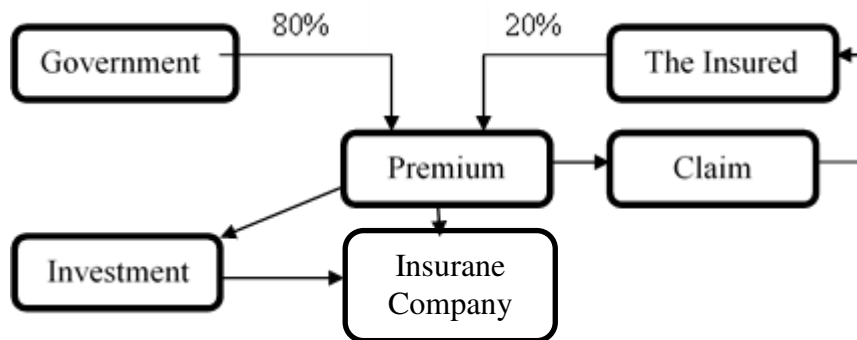 80%
20%
Government
The Insured
Premium
Claim
Investment
Insurane
Company